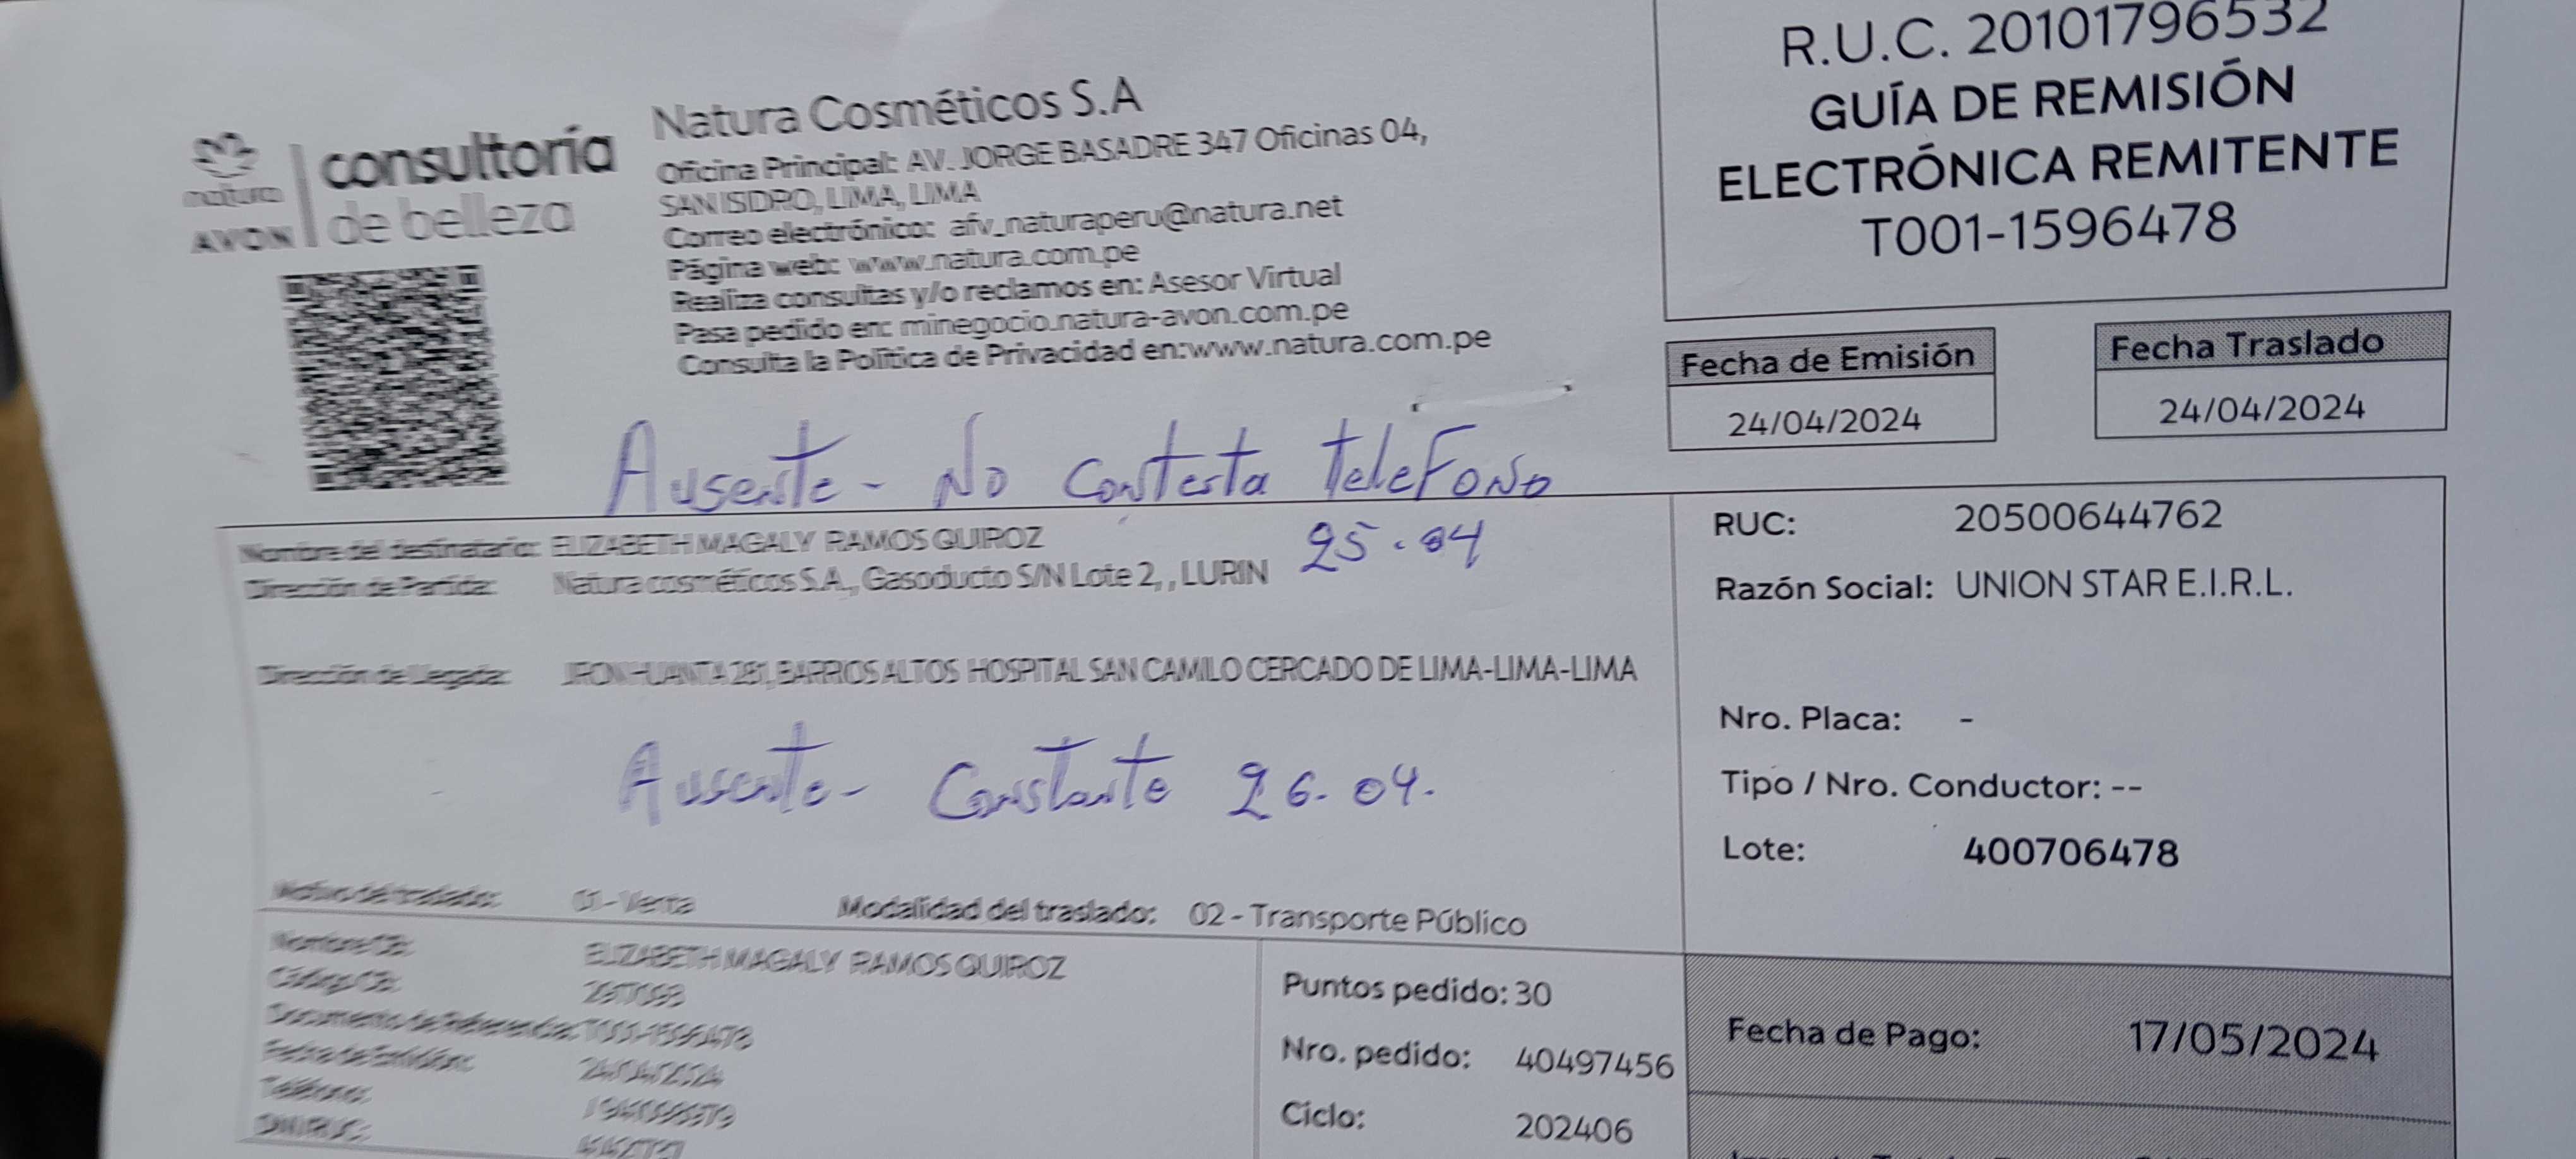 natura
AVON
consultoría
de belleza
Natura Cosméticos S.A
Oficina Principal: AV. JORGE BASADRE 347 Oficinas 04,
SAN ISIDRO, LIMA, LIMA
Correo electrónico: afv_naturaperu@natura.net
Página web: www.natura.com.pe
Realiza consultas y/o reclamos en: Asesor Virtual
Pasa pedido en: minegocio.natura-avon.com.pe
Consulta la Política de Privacidad en:www.natura.com.pe
R.U.C. 20101796532
GUÍA DE REMISIÓN
ELECTRÓNICA REMITENTE
T001-1596478
Fecha de Emisión
24/04/2024
Fecha Traslado
24/04/2024
Ausente - No Contesta teleFono
25.04
Nombre del destinatario: ELIZABETH MAGALY RAMOS QUIROZ
Dirección de Partida: Natura cosméticos S.A., Gasoducto S/N Lote 2, , LURIN
Dirección de Llegada: HUANTA BARROS ALTOS HOSPITAL SAN CAMILO CERCADO DE LIMA-LIMA-LIMA
Ausente - Constante 26.04.
Motivo del traslado: 01 - Venta Modalidad del traslado: 02 - Transporte Público
RUC: 20500644762
Razón Social: UNION STAR E.I.R.L.
Nro. Placa: -
Tipo / Nro. Conductor: --
Lote: 400706478
Nombre CB: ELIZABETH MAGALY RAMOS QUIROZ
Código CB:
Documento de Referencia: T001-1596478
Fecha de Emisión: 24/04/2024
Teléfono:
DNI/RUC:
Puntos pedido: 30
Nro. pedido: 40497456
Ciclo: 202406
Fecha de Pago: 17/05/2024